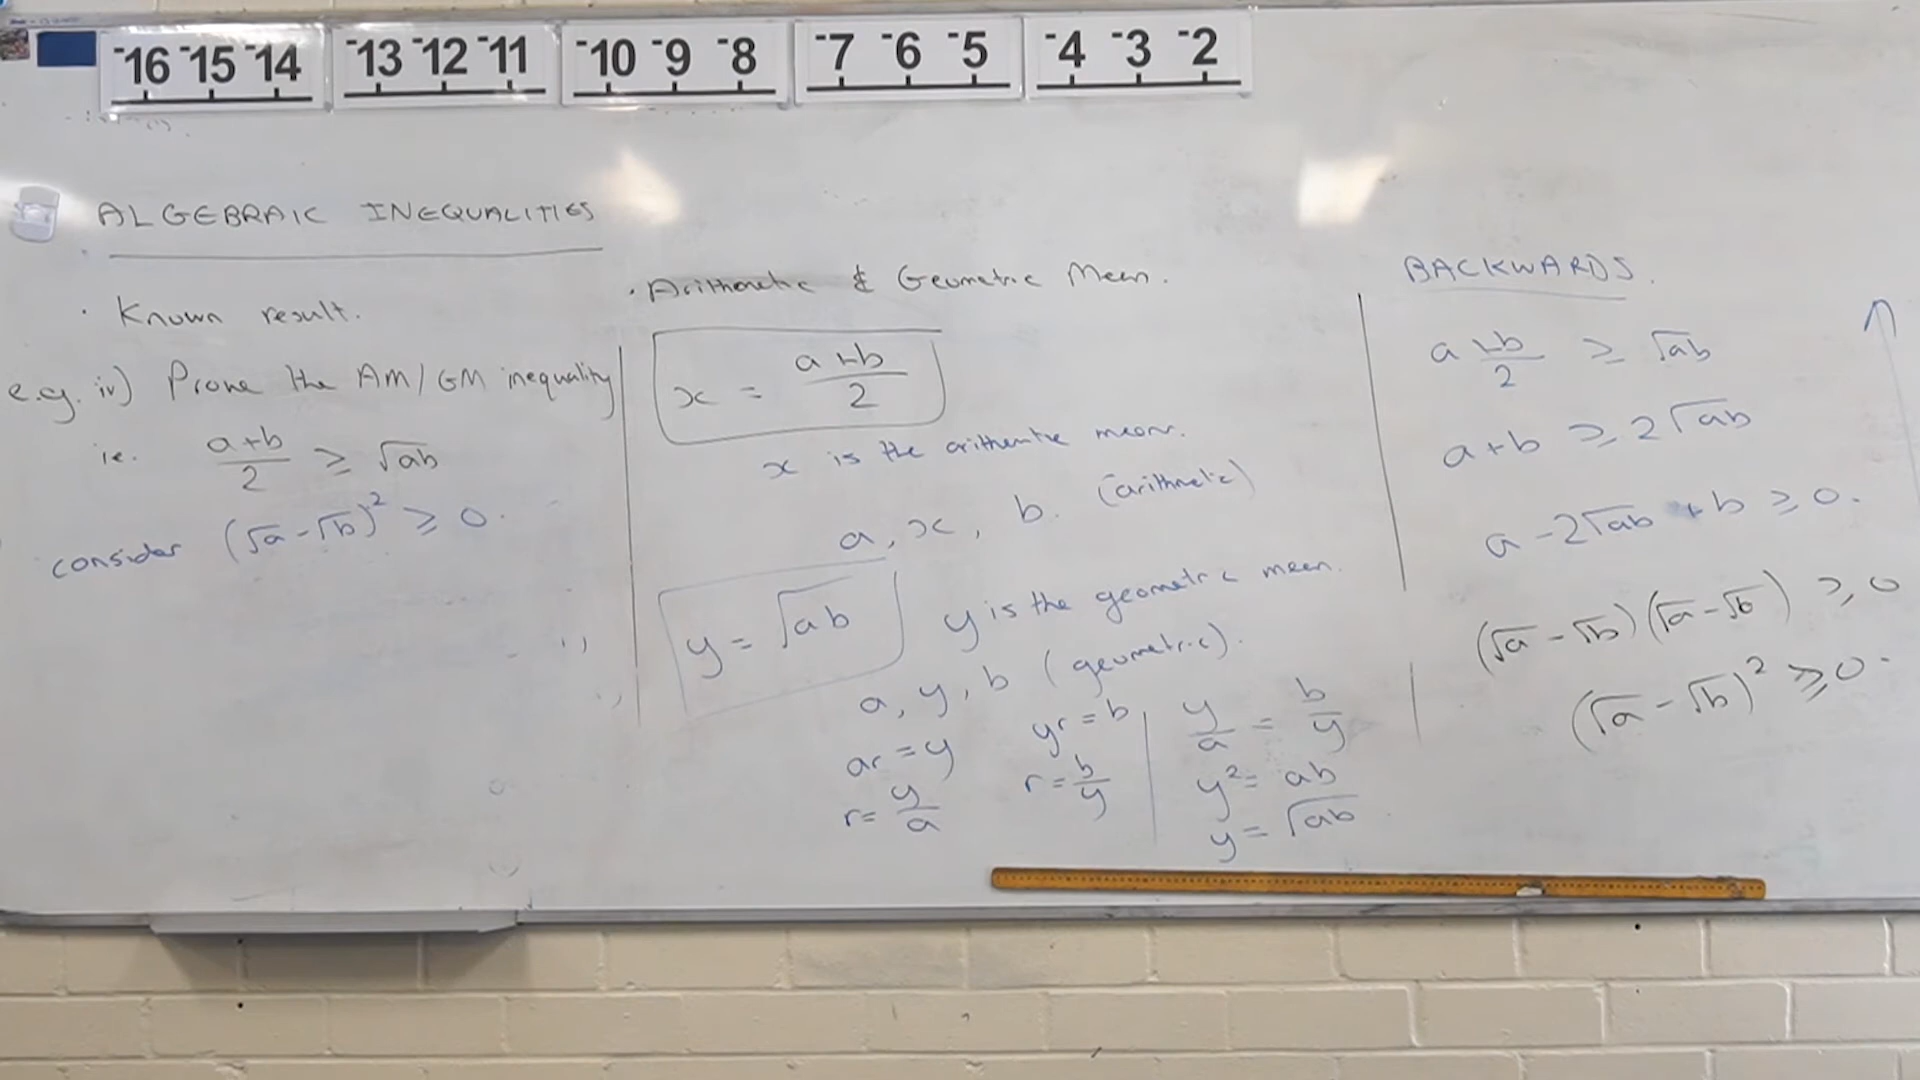 -16 -15 -14 -13 -12 -11 -10 -9 -8 -7 -6 -5 -4 -3 -2
ALGEBRAIC INEQUALITIES
· Known result.
e.g. iv) Prove the AM/GM inequality
ie. (a+b)/2 ≥ √ab
consider (√a-√b)² ≥ 0.
· Arithmetic & Geometric Mean.
x = (a+b)/2
x is the arithmetic mean.
a, x, b. (arithmetic)
y = √ab
y is the geometric mean.
a, y, b (geometric).
ar = y
r = y/a
yr = b
r = b/y
y/a = b/y
y² = ab
y = √ab
BACKWARDS.
(a+b)/2 ≥ √ab
a+b ≥ 2√ab
a - 2√ab + b ≥ 0.
(√a - √b)(√a - √b) ≥ 0
(√a - √b)² ≥ 0.